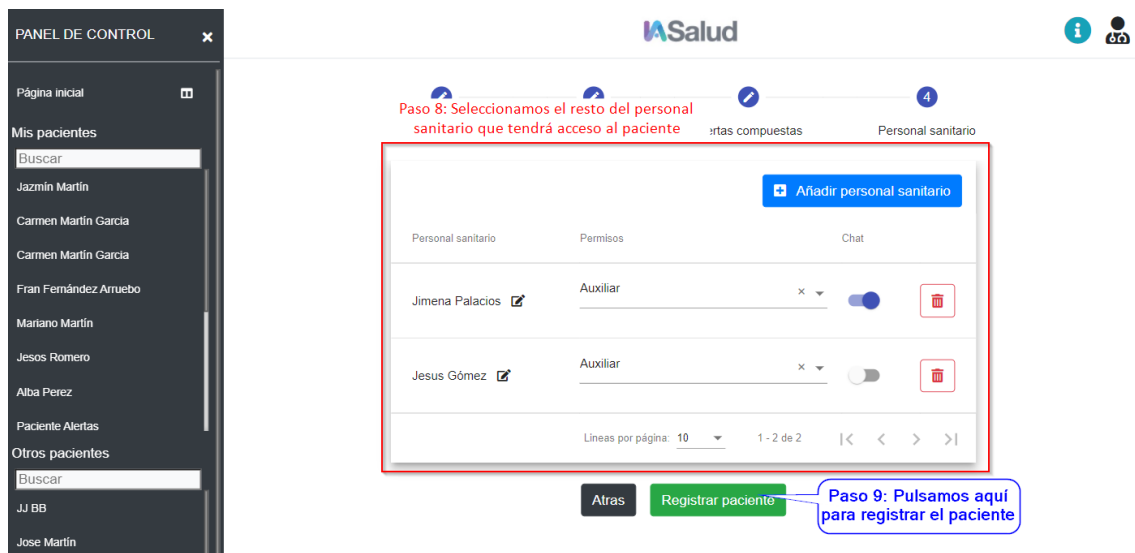 PANEL DE CONTROL ×
IASalud
Página inicial
Mis pacientes
Buscar
Jazmín Martín
Carmen Martín Garcia
Carmen Martín Garcia
Fran Fernández Arruebo
Mariano Martín
Jesos Romero
Alba Perez
Paciente Alertas
Otros pacientes
Buscar
JJ BB
Jose Martín
4
Paso 8: Seleccionamos el resto del personal
sanitario que tendrá acceso al paciente
ertas compuestas
Personal sanitario
Añadir personal sanitario
Personal sanitario Permisos Chat
Jimena Palacios Auxiliar ×
Jesus Gómez Auxiliar ×
Lineas por página: 10 1 - 2 de 2
Atras Registrar paciente
Paso 9: Pulsamos aquí
para registrar el paciente